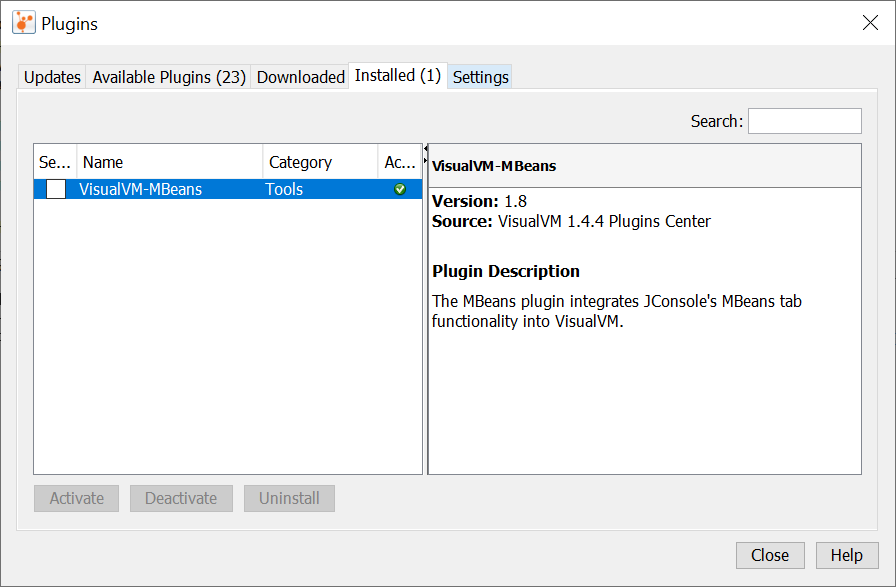 Plugins
Updates Available Plugins (23) Downloaded Installed (1) Settings
Search:
Se... Name Category Ac...
VisualVM-MBeans Tools
VisualVM-MBeans
Version: 1.8
Source: VisualVM 1.4.4 Plugins Center
Plugin Description
The MBeans plugin integrates JConsole's MBeans tab
functionality into VisualVM.
Activate Deactivate Uninstall
Close Help